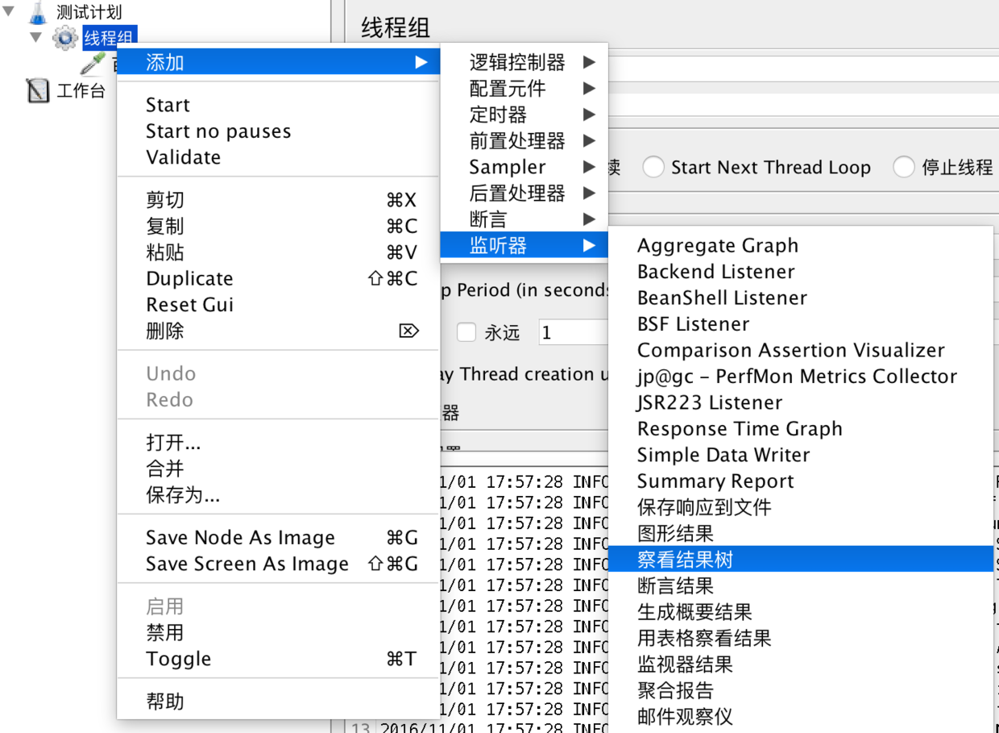 测试计划
线程组
工作台
添加
Start
Start no pauses
Validate
剪切 ⌘X
复制 ⌘C
粘贴 ⌘V
Duplicate ⇧⌘C
Reset Gui
删除 ⌦
Undo
Redo
打开...
合并
保存为...
Save Node As Image ⌘G
Save Screen As Image ⇧⌘G
启用
禁用
Toggle ⌘T
帮助
逻辑控制器
配置元件
定时器
前置处理器
Sampler
后置处理器
断言
监听器
Aggregate Graph
Backend Listener
BeanShell Listener
BSF Listener
Comparison Assertion Visualizer
jp@gc - PerfMon Metrics Collector
JSR223 Listener
Response Time Graph
Simple Data Writer
Summary Report
保存响应到文件
图形结果
察看结果树
断言结果
生成概要结果
用表格察看结果
监视器结果
聚合报告
邮件观察仪
线程组
续 Start Next Thread Loop 停止线程
p Period (in seconds
永远 1
ay Thread creation u
器
1/01 17:57:28 INFO
1/01 17:57:28 INFO
1/01 17:57:28 INFO
1/01 17:57:28 INFO
1/01 17:57:28 INFO
1/01 17:57:28 INFO
1/01 17:57:28 INFO
1/01 17:57:28 INFO
1/01 17:57:28 INFO
1/01 17:57:28 INFO
1/01 17:57:28 INFO
1/01 17:57:28 INFO
13 2016/11/01 17:57:28 INFO